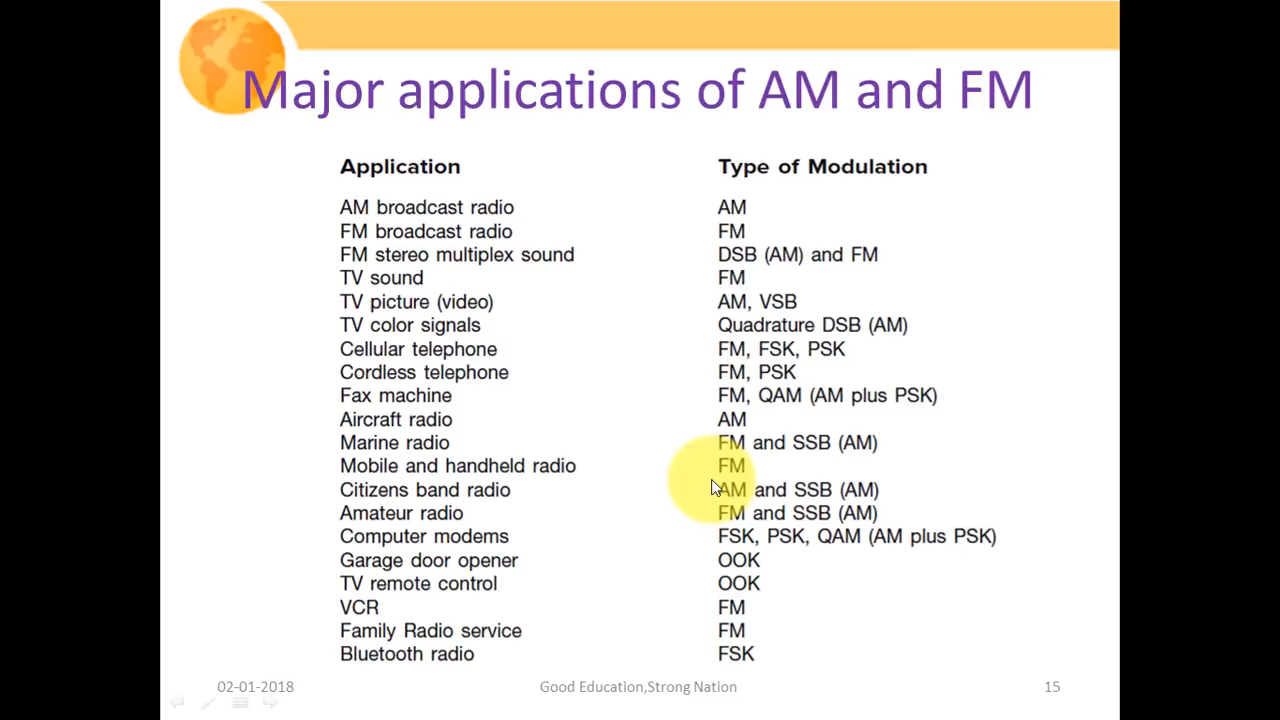 Major applications of AM and FM
Application Type of Modulation
AM broadcast radio AM
FM broadcast radio FM
FM stereo multiplex sound DSB (AM) and FM
TV sound FM
TV picture (video) AM, VSB
TV color signals Quadrature DSB (AM)
Cellular telephone FM, FSK, PSK
Cordless telephone FM, PSK
Fax machine FM, QAM (AM plus PSK)
Aircraft radio AM
Marine radio FM and SSB (AM)
Mobile and handheld radio FM
Citizens band radio AM and SSB (AM)
Amateur radio FM and SSB (AM)
Computer modems FSK, PSK, QAM (AM plus PSK)
Garage door opener OOK
TV remote control OOK
VCR FM
Family Radio service FM
Bluetooth radio FSK
02-01-2018 Good Education,Strong Nation 15